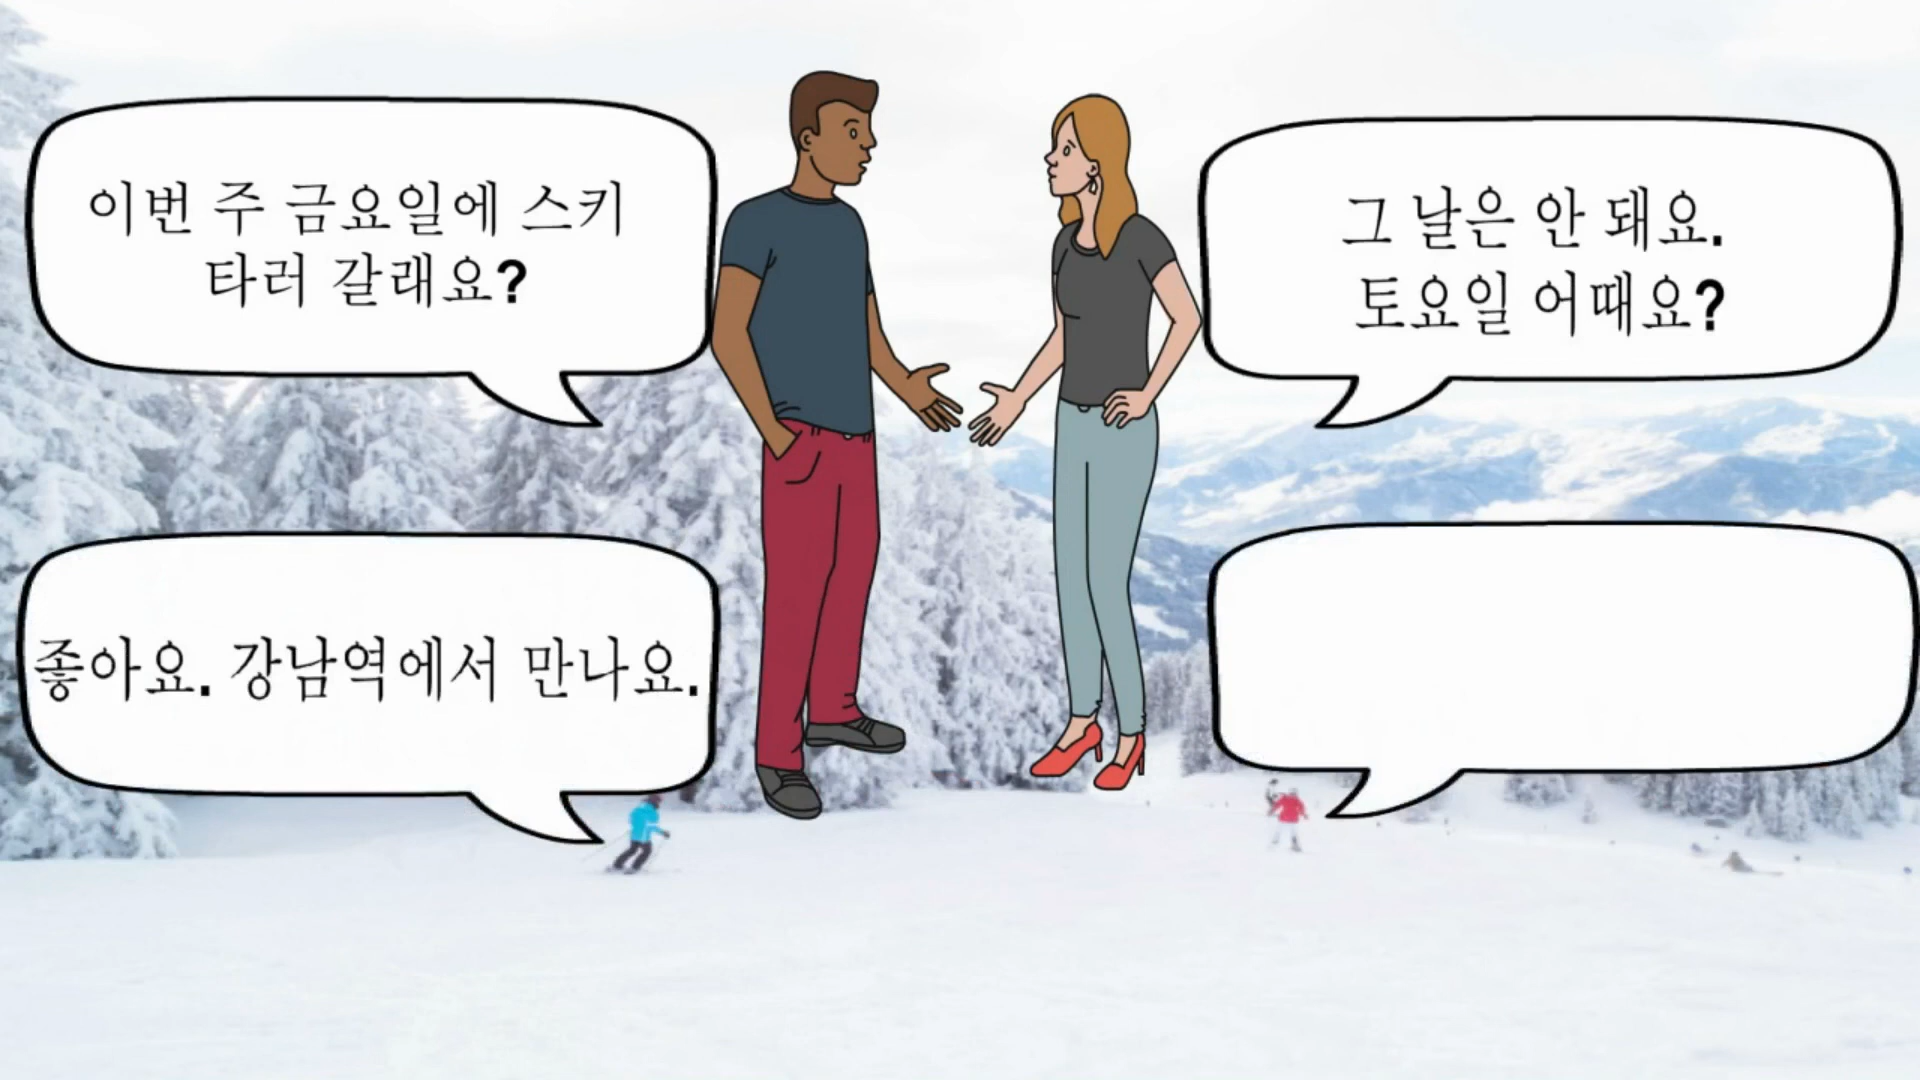 이번 주 금요일에 스키
타러 갈래요?
그 날은 안 돼요.
토요일 어때요?
좋아요. 강남역에서 만나요.